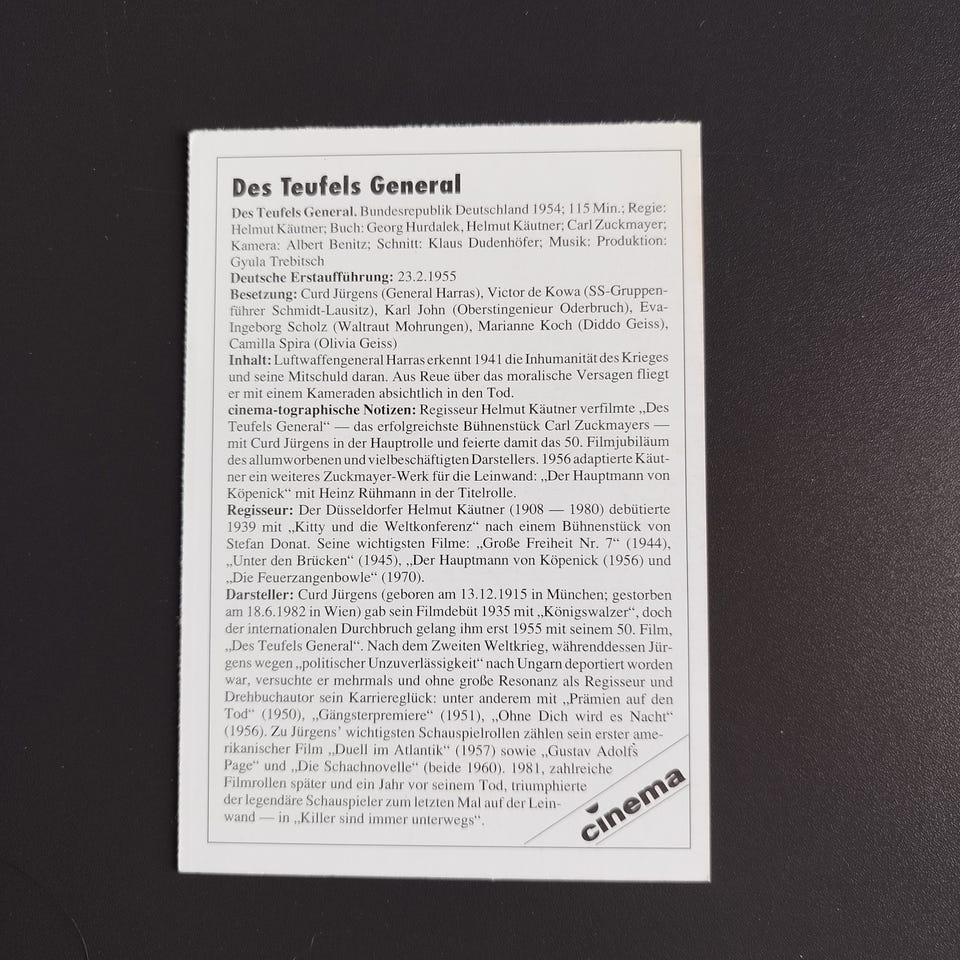 Des Teufels General
Des Teufels General. Bundesrepublik Deutschland 1954; 115 Min.; Regie:
Helmut Käutner; Buch: Georg Hurdalek, Helmut Käutner; Carl Zuckmayer;
Kamera: Albert Benitz; Schnitt: Klaus Dudenhöfer; Musik: Produktion:
Gyula Trebitsch
Deutsche Erstaufführung: 23.2.1955
Besetzung: Curd Jürgens (General Harras), Victor de Kowa (SS-Gruppen-
führer Schmidt-Lausitz), Karl John (Oberstingenieur Oderbruch), Eva-
Ingeborg Scholz (Waltraut Mohrungen), Marianne Koch (Diddo Geiss),
Camilla Spira (Olivia Geiss)
Inhalt: Luftwaffengeneral Harras erkennt 1941 die Inhumanität des Krieges
und seine Mitschuld daran. Aus Reue über das moralische Versagen fliegt
er mit einem Kameraden absichtlich in den Tod.
cinema-tographische Notizen: Regisseur Helmut Käutner verfilmte „Des
Teufels General“ — das erfolgreichste Bühnenstück Carl Zuckmayers —
mit Curd Jürgens in der Hauptrolle und feierte damit das 50. Filmjubiläum
des allumworbenen und vielbeschäftigten Darstellers. 1956 adaptierte Käut-
ner ein weiteres Zuckmayer-Werk für die Leinwand: „Der Hauptmann von
Köpenick“ mit Heinz Rühmann in der Titelrolle.
Regisseur: Der Düsseldorfer Helmut Käutner (1908 — 1980) debütierte
1939 mit „Kitty und die Weltkonferenz“ nach einem Bühnenstück von
Stefan Donat. Seine wichtigsten Filme: „Große Freiheit Nr. 7“ (1944),
„Unter den Brücken“ (1945), „Der Hauptmann von Köpenick (1956) und
„Die Feuerzangenbowle“ (1970).
Darsteller: Curd Jürgens (geboren am 13.12.1915 in München; gestorben
am 18.6.1982 in Wien) gab sein Filmdebüt 1935 mit „Königswalzer“, doch
der internationalen Durchbruch gelang ihm erst 1955 mit seinem 50. Film,
„Des Teufels General“. Nach dem Zweiten Weltkrieg, währenddessen Jür-
gens wegen „politischer Unzuverlässigkeit“ nach Ungarn deportiert worden
war, versuchte er mehrmals und ohne große Resonanz als Regisseur und
Drehbuchautor sein Karriereglück: unter anderem mit „Prämien auf den
Tod“ (1950), „Gängsterpremiere“ (1951), „Ohne Dich wird es Nacht“
(1956). Zu Jürgens’ wichtigsten Schauspielrollen zählen sein erster ame-
rikanischer Film „Duell im Atlantik“ (1957) sowie „Gustav Adolfs
Page“ und „Die Schachnovelle“ (beide 1960). 1981, zahlreiche
Filmrollen später und ein Jahr vor seinem Tod, triumphierte
der legendäre Schauspieler zum letzten Mal auf der Lein-
wand — in „Killer sind immer unterwegs“.
cinema